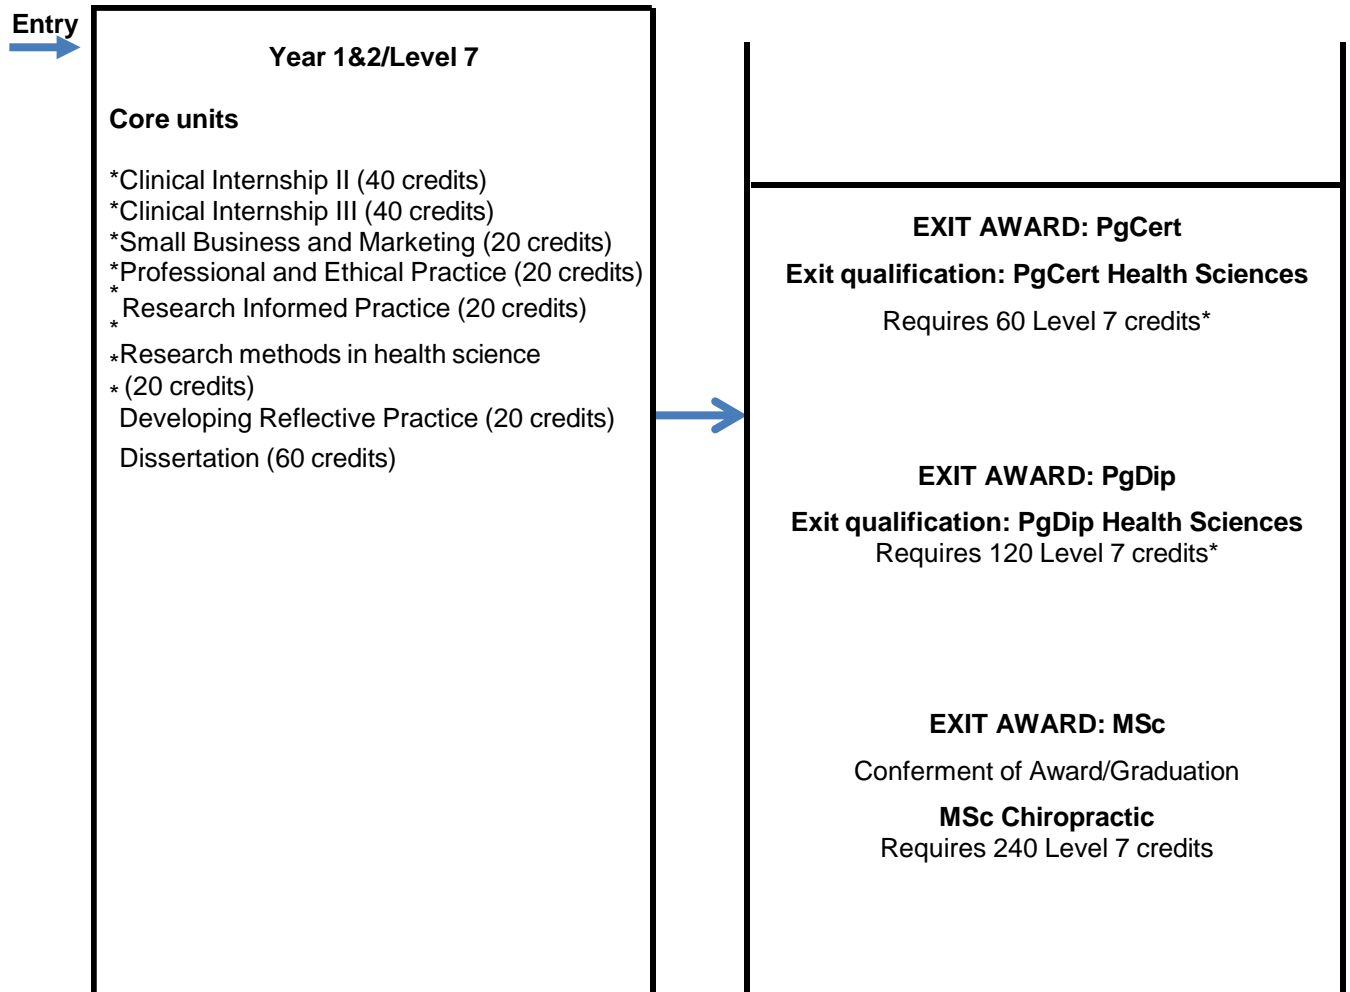 Entry
Year 1&2/Level 7
Core units
*Clinical Internship II (40 credits)
*Clinical Internship III (40 credits)
*Small Business and Marketing (20 credits)
*Professional and Ethical Practice (20 credits)
*
Research Informed Practice (20 credits)
*
*Research methods in health science
* (20 credits)
Developing Reflective Practice (20 credits)
Dissertation (60 credits)
EXIT AWARD: PgCert
Exit qualification: PgCert Health Sciences
Requires 60 Level 7 credits*
EXIT AWARD: PgDip
Exit qualification: PgDip Health Sciences
Requires 120 Level 7 credits*
EXIT AWARD: MSc
Conferment of Award/Graduation
MSc Chiropractic
Requires 240 Level 7 credits